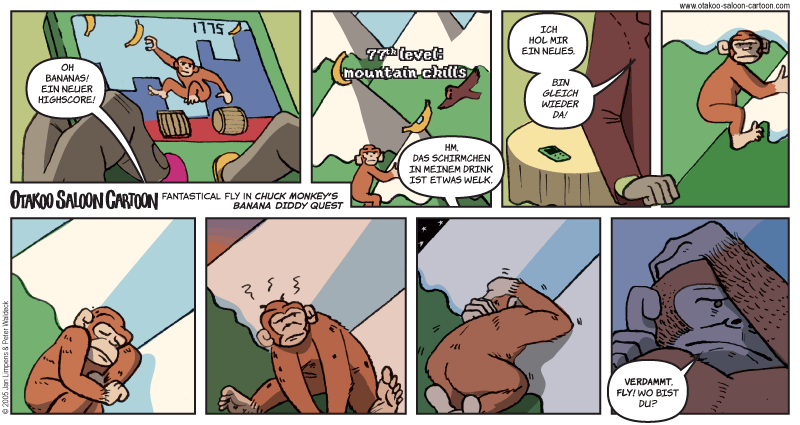 www.otakoo-saloon-cartoon.com
1775
OH
BANANAS!
EIN NEUER
HIGHSCORE!
77th level:
mountain chills
HM.
DAS SCHIRMCHEN
IN MEINEM DRINK
IST ETWAS WELK.
ICH
HOL MIR
EIN NEUES.
BIN
GLEICH
WIEDER
DA!
OTAKOO SALOON CARTOON FANTASTICAL FLY IN CHUCK MONKEY'S
BANANA DIDDY QUEST
© 2005 Jan Limpens & Peter Waldeck
VERDAMMT.
FLY! WO BIST
DU?